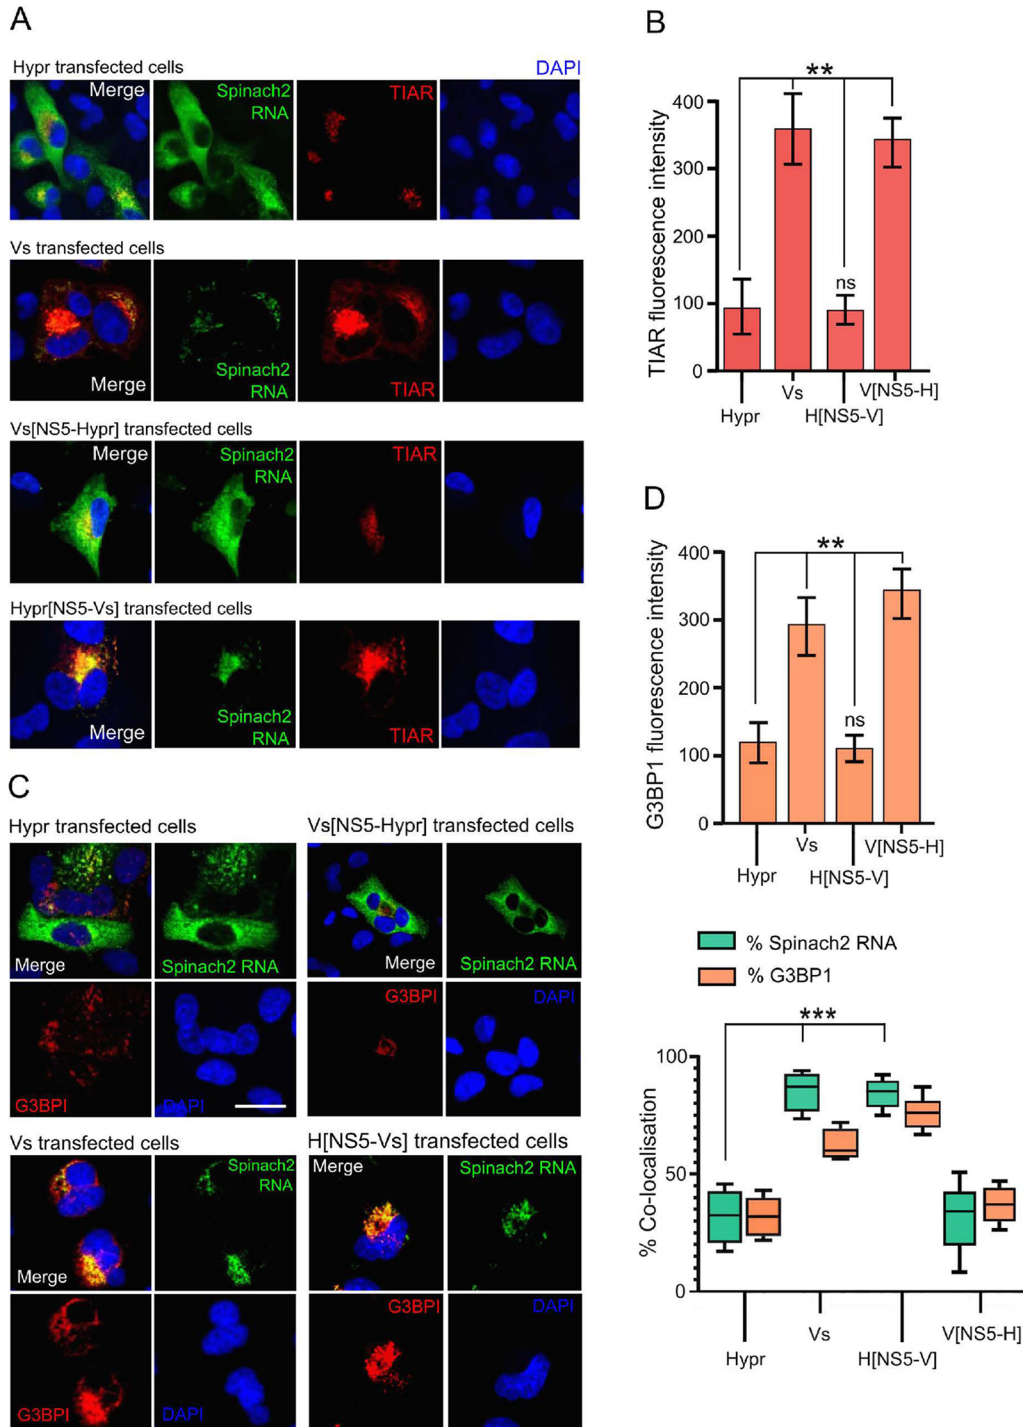 A
Hypr transfected cells
DAPI
Merge
Spinach2
RNA
TIAR
Vs transfected cells
Merge
Spinach2
RNA
TIAR
Vs[NS5-Hypr] transfected cells
Merge
Spinach2
RNA
TIAR
Hypr[NS5-Vs] transfected cells
Merge
Spinach2
RNA
TIAR
B
**
TIAR fluorescence intensity
400
300
200
100
0
ns
Hypr
Vs
H[NS5-V]
V[NS5-H]
C
Hypr transfected cells
Merge
Spinach2 RNA
G3BPI
DAPI
Vs[NS5-Hypr] transfected cells
Merge
Spinach2 RNA
G3BPI
DAPI
Vs transfected cells
Merge
Spinach2
RNA
G3BPI
DAPI
H[NS5-Vs] transfected cells
Merge
Spinach2 RNA
G3BPI
DAPI
D
**
G3BP1 fluorescence intensity
400
300
200
100
0
ns
Hypr
Vs
H[NS5-V]
V[NS5-H]
% Spinach2 RNA
% G3BP1
***
% Co-localisation
100
50
0
Hypr
Vs
H[NS5-V]
V[NS5-H]